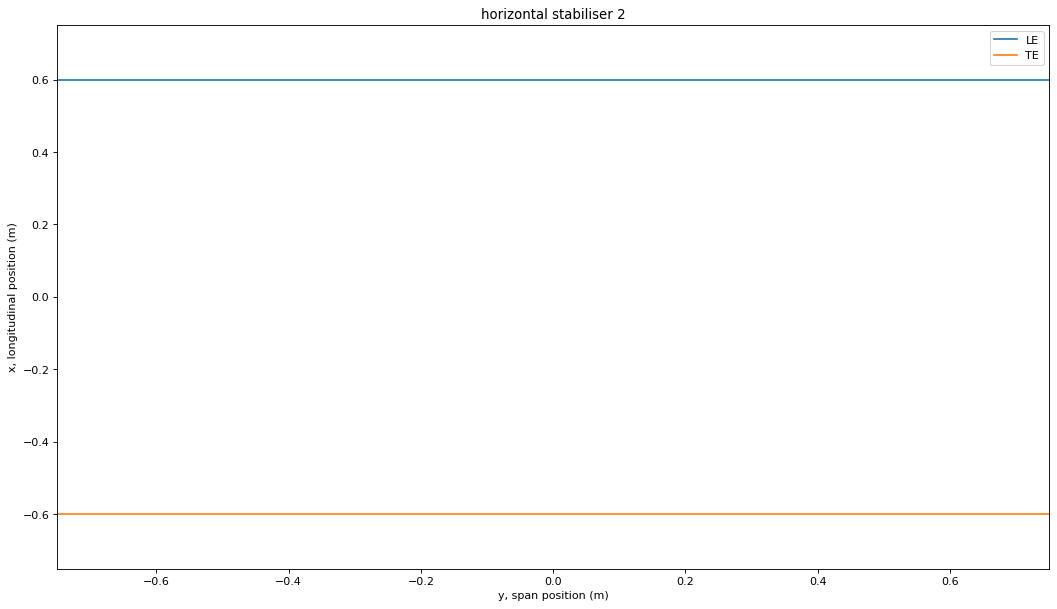 horizontal stabiliser 2
LE
TE
0.6
0.4
0.2
0.0
−0.2
−0.4
−0.6
x, longitudinal position (m)
−0.6 −0.4 −0.2 0.0 0.2 0.4 0.6
y, span position (m)